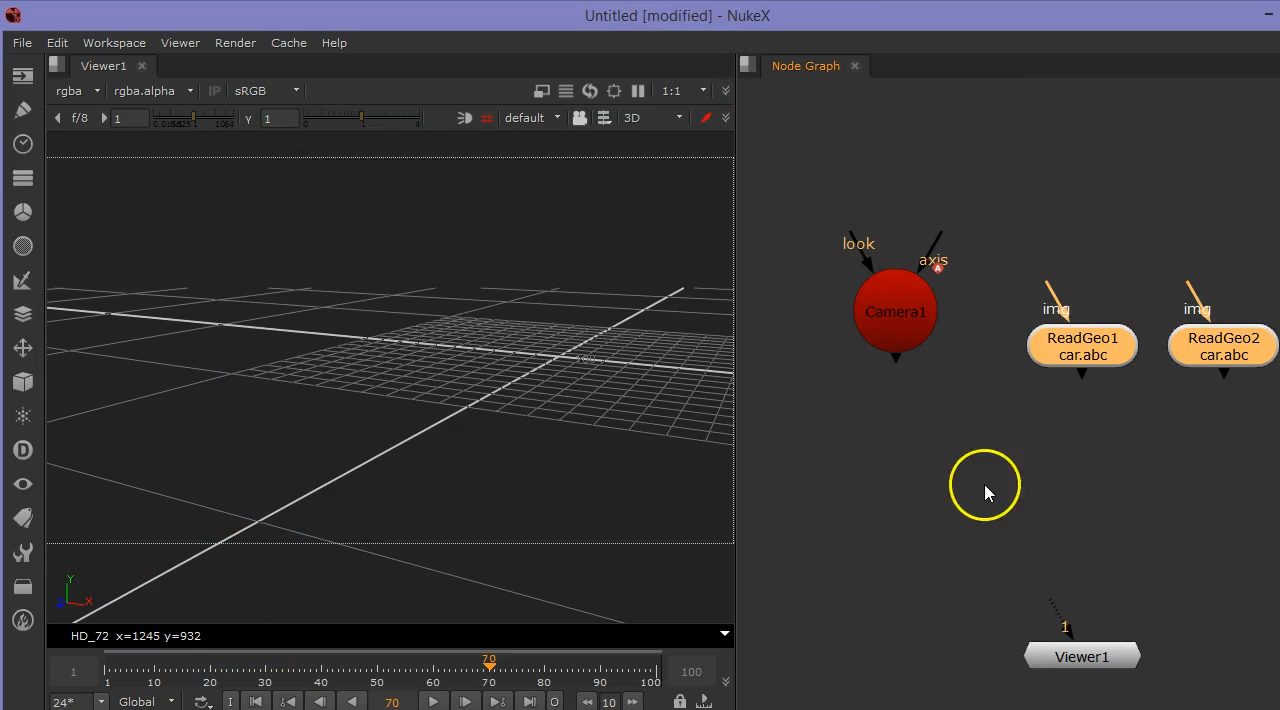 Untitled [modified] - NukeX
File Edit Workspace Viewer Render Cache Help
Viewer1
Node Graph
rgba rgba.alpha IP sRGB 1:1
f/8 1 γ 1 default 3D
0 1 4
look
axis
A
Camera1
img
ReadGeo1
car.abc
img
ReadGeo2
car.abc
1
Viewer1
Y
Z X
HD_72 x=1245 y=932
70
1 1 10 20 30 40 50 60 70 80 90 100 100
24* Global I 70 O 10